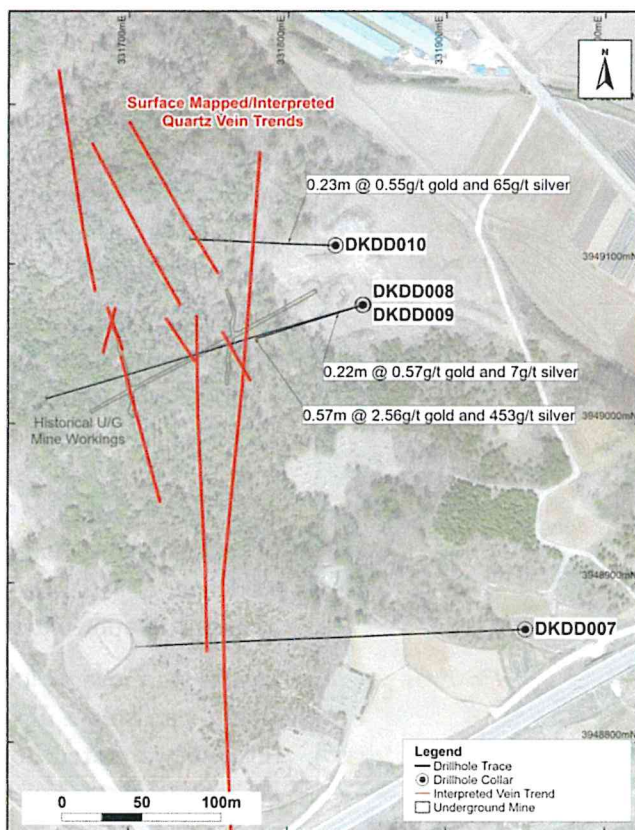 331700mE
331800mE
331900mE
N
Surface Mapped/Interpreted
Quartz Vein Trends
0.23m @ 0.55g/t gold and 65g/t silver
DKDD010
3949100mN
DKDD008
DKDD009
0.22m @ 0.57g/t gold and 7g/t silver
0.57m @ 2.56g/t gold and 453g/t silver
Historical U/G
Mine Workings
3949000mN
3948900mN
DKDD007
3948800mN
Legend
Drillhole Trace
Drillhole Collar
Interpreted Vein Trend
Underground Mine
0 50 100m